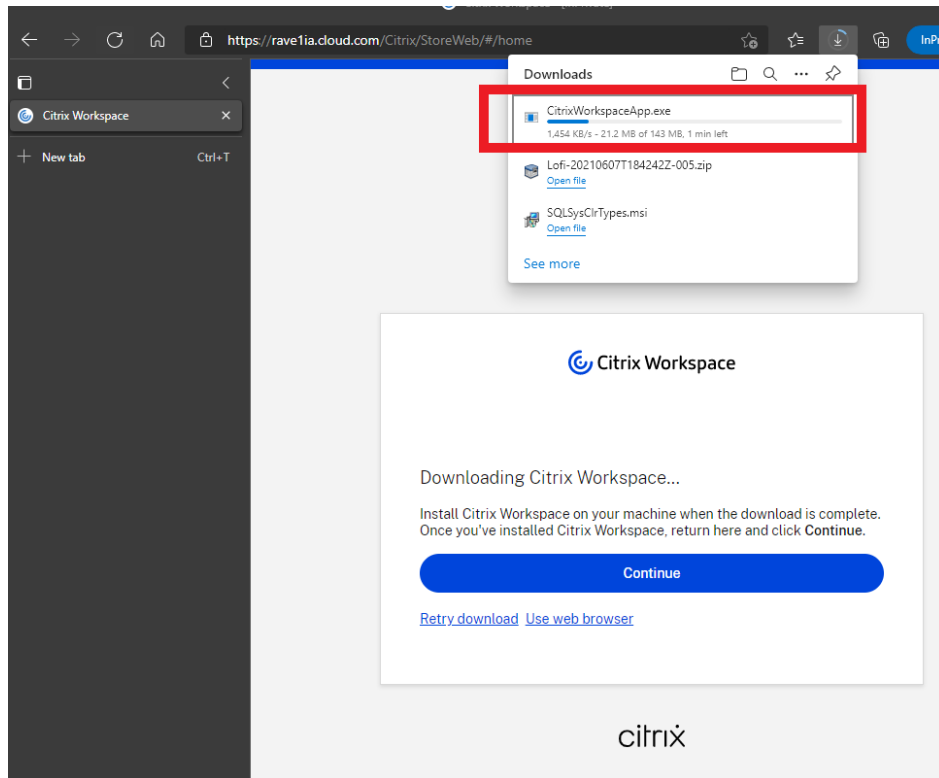 https://rave1ia.cloud.com/Citrix/StoreWeb/#/home
InPr
Citrix Workspace
New tab Ctrl+T
Downloads
CitrixWorkspaceApp.exe
1,454 KB/s - 21.2 MB of 143 MB, 1 min left
Lofi-20210607T184242Z-005.zip
Open file
SQLSysClrTypes.msi
Open file
See more
Citrix Workspace
Downloading Citrix Workspace...
Install Citrix Workspace on your machine when the download is complete.
Once you've installed Citrix Workspace, return here and click Continue.
Continue
Retry download Use web browser
citrix